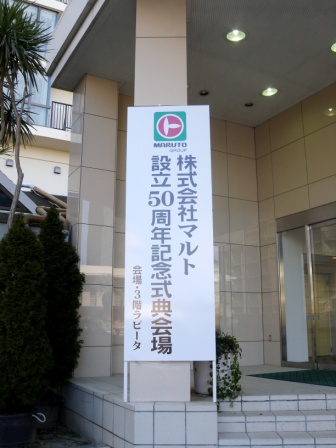 ト
MARUTO
GROUP
株式会社マルト
設立50周年記念式典会場
会場・3階ラピータ